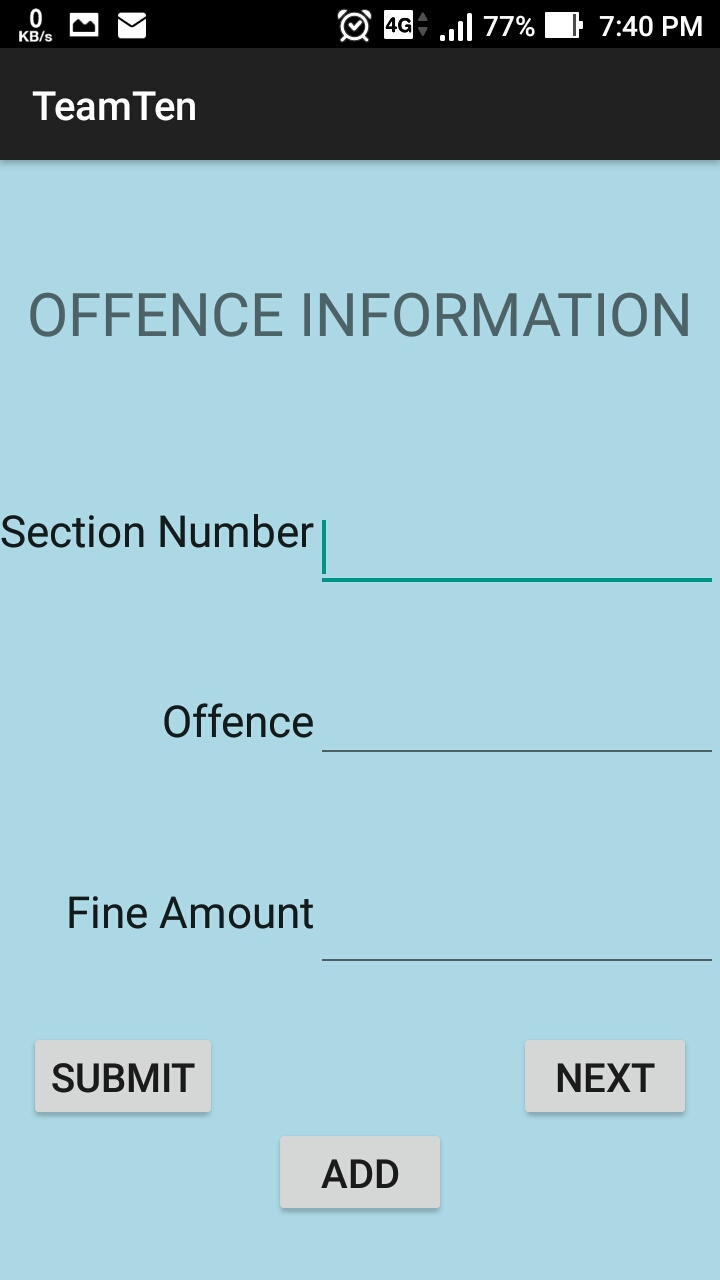 0
KB/s 4G 77% 7:40 PM
TeamTen
OFFENCE INFORMATION
Section Number
Offence
Fine Amount
SUBMIT NEXT
ADD